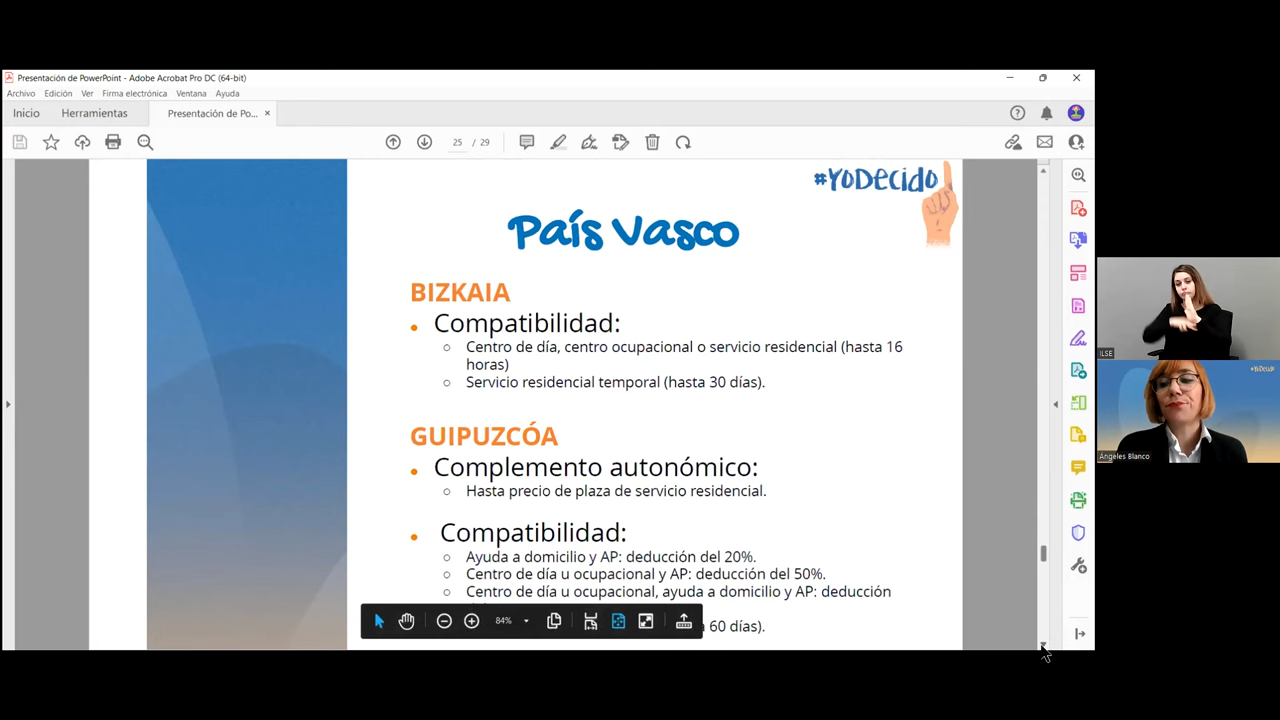 Presentación de PowerPoint - Adobe Acrobat Pro DC (64-bit)
Archivo Edición Ver Firma electrónica Ventana Ayuda
Inicio Herramientas Presentación de Po... ×
25 / 29
#YoDecido
País Vasco
BIZKAIA
• Compatibilidad:
○ Centro de día, centro ocupacional o servicio residencial (hasta 16
horas)
○ Servicio residencial temporal (hasta 30 días).
GUIPUZCÓA
• Complemento autonómico:
○ Hasta precio de plaza de servicio residencial.
• Compatibilidad:
○ Ayuda a domicilio y AP: deducción del 20%.
○ Centro de día u ocupacional y AP: deducción del 50%.
○ Centro de día u ocupacional, ayuda a domicilio y AP: deducción
60 días).
84%
ILSE
#YoDecido
Ángeles Blanco